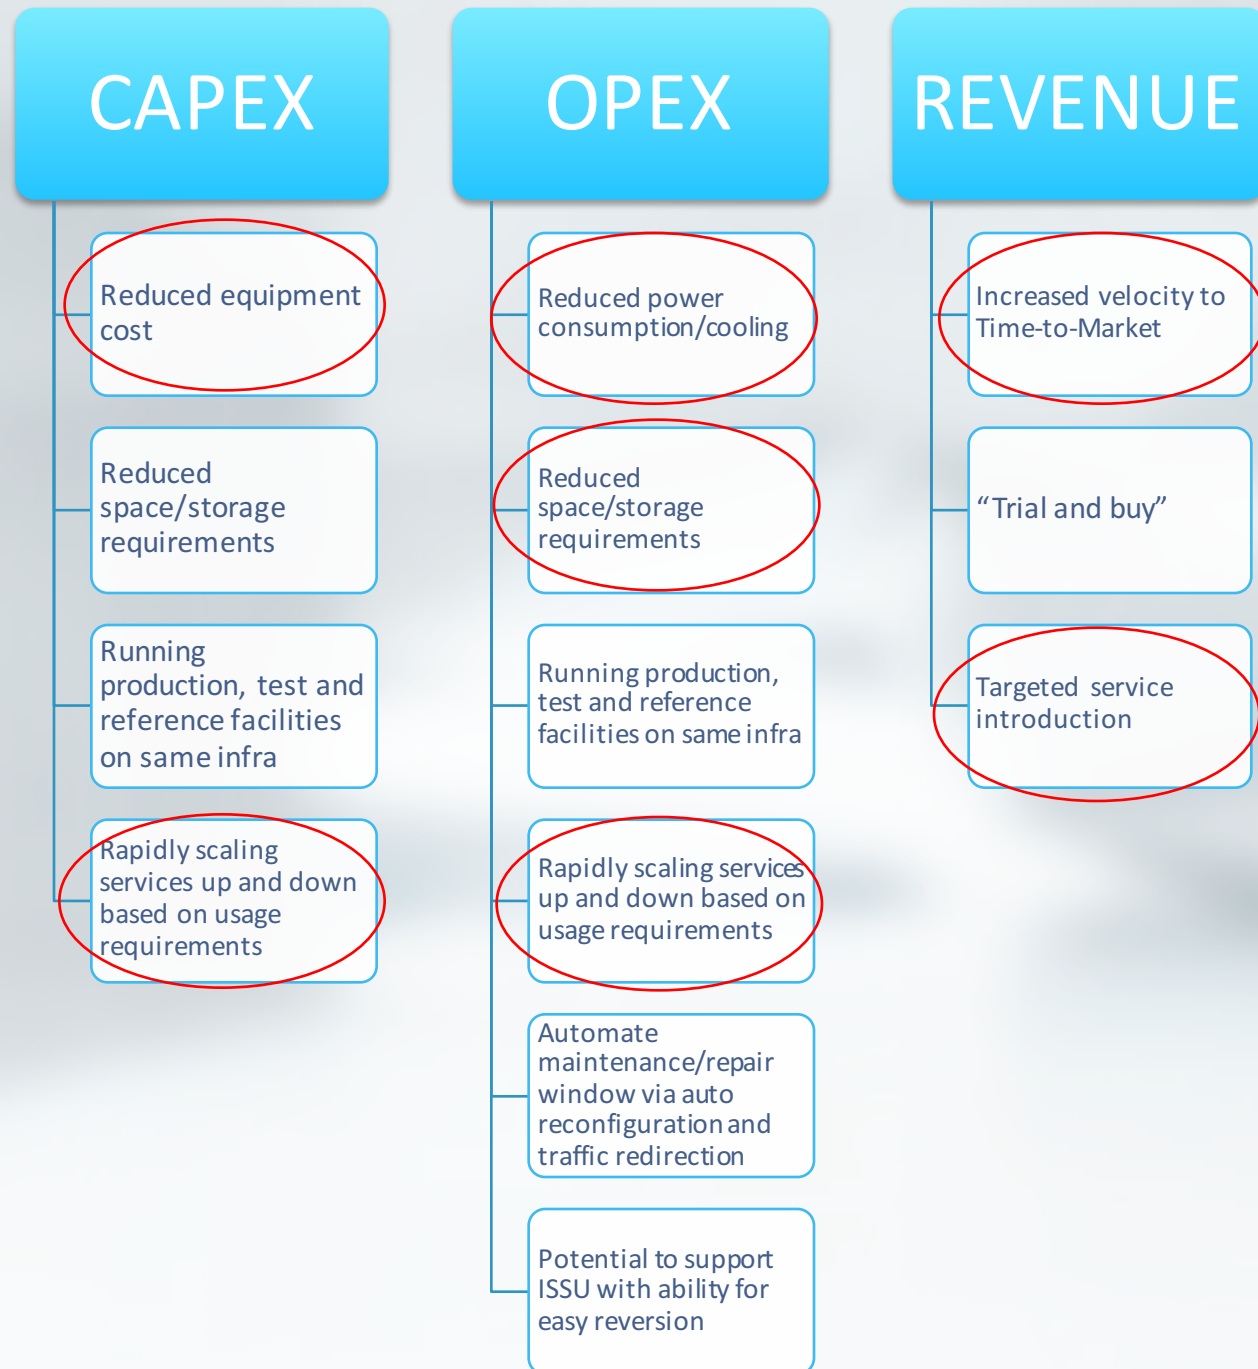 CAPEX
Reduced equipment
cost
Reduced
space/storage
requirements
Running
production, test and
reference facilities
on same infra
Rapidly scaling
services up and down
based on usage
requirements
OPEX
Reduced power
consumption/cooling
Reduced
space/storage
requirements
Running production,
test and reference
facilities on same infra
Rapidly scaling services
up and down based on
usage requirements
Automate
maintenance/repair
window via auto
reconfiguration and
traffic redirection
Potential to support
ISSU with ability for
easy reversion
REVENUE
Increased velocity to
Time-to-Market
“Trial and buy”
Targeted service
introduction